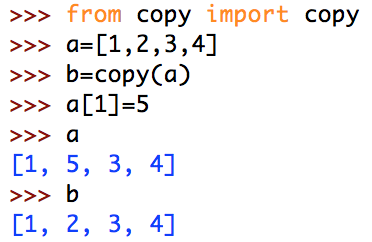 >>> from copy import copy
>>> a=[1,2,3,4]
>>> b=copy(a)
>>> a[1]=5
>>> a
[1, 5, 3, 4]
>>> b
[1, 2, 3, 4]